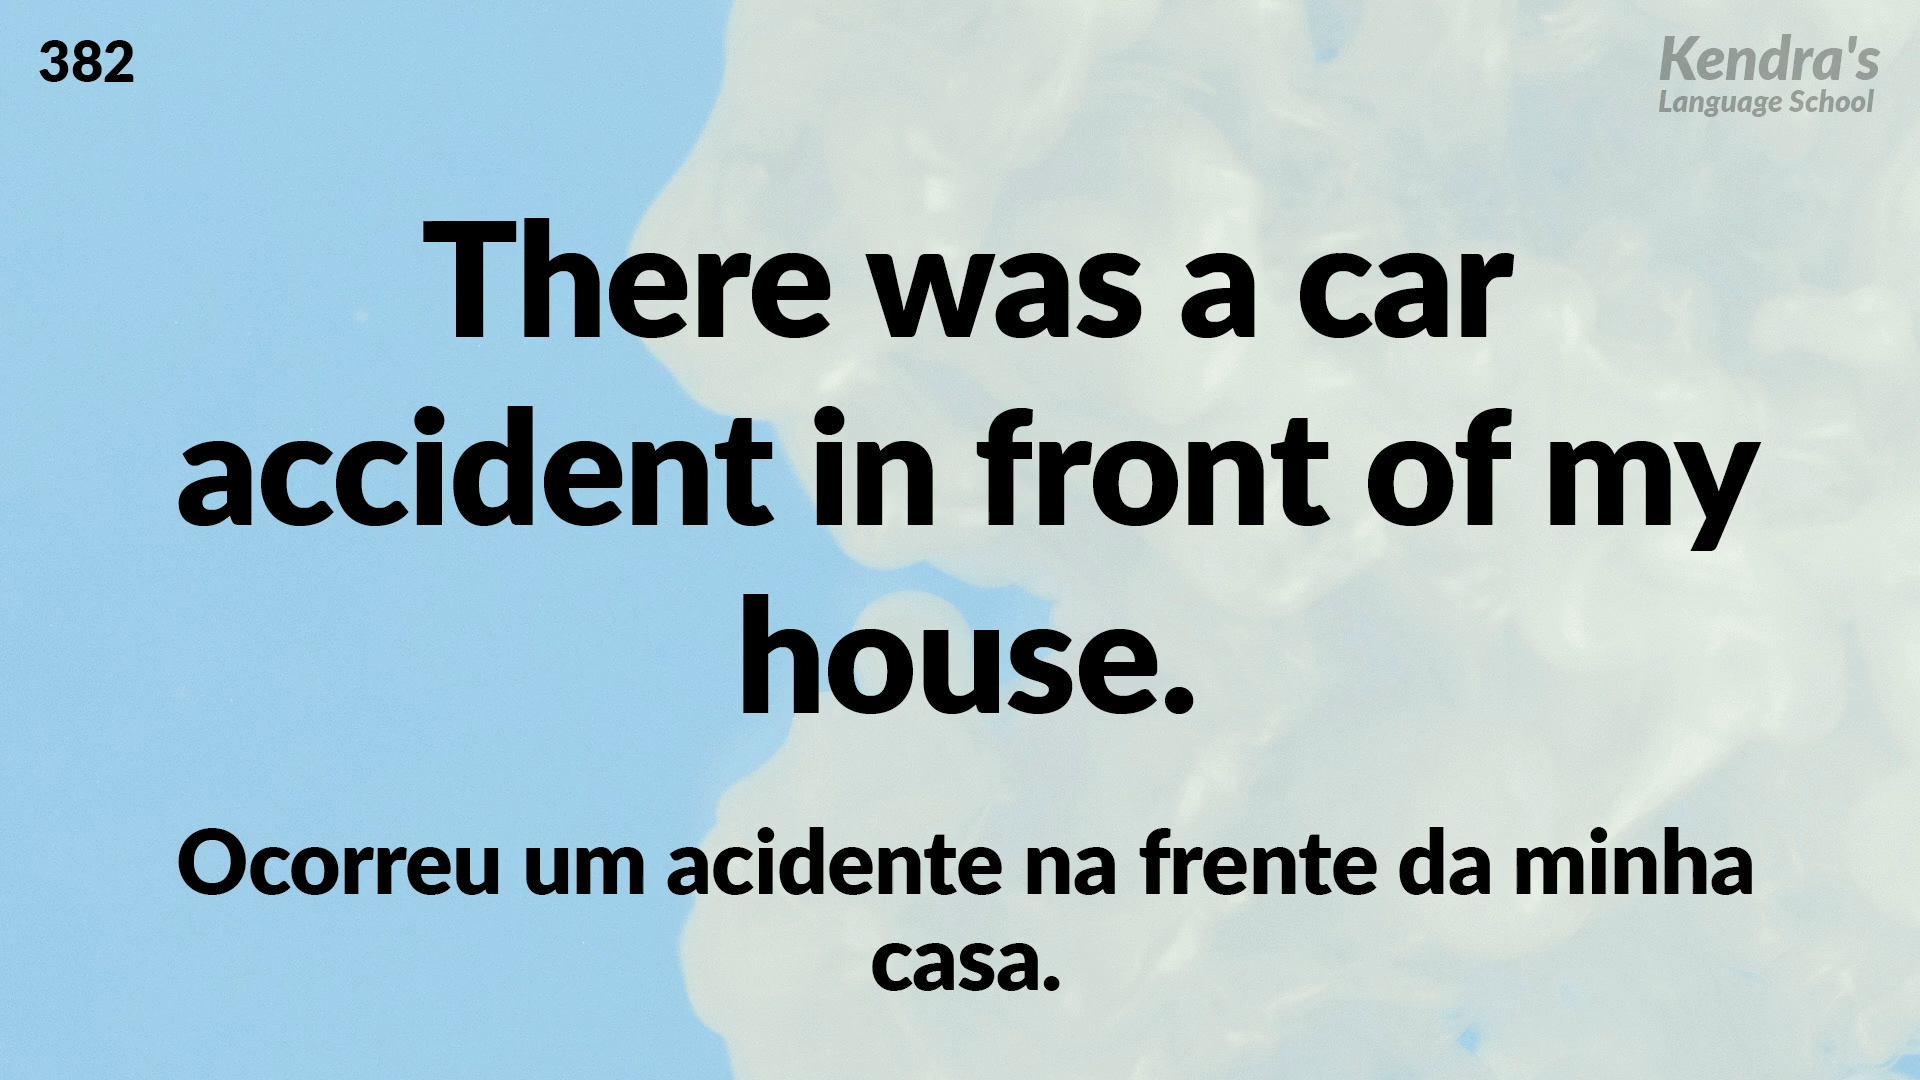 382
Kendra's
Language School
There was a car
accident in front of my
house.
Ocorreu um acidente na frente da minha
casa.